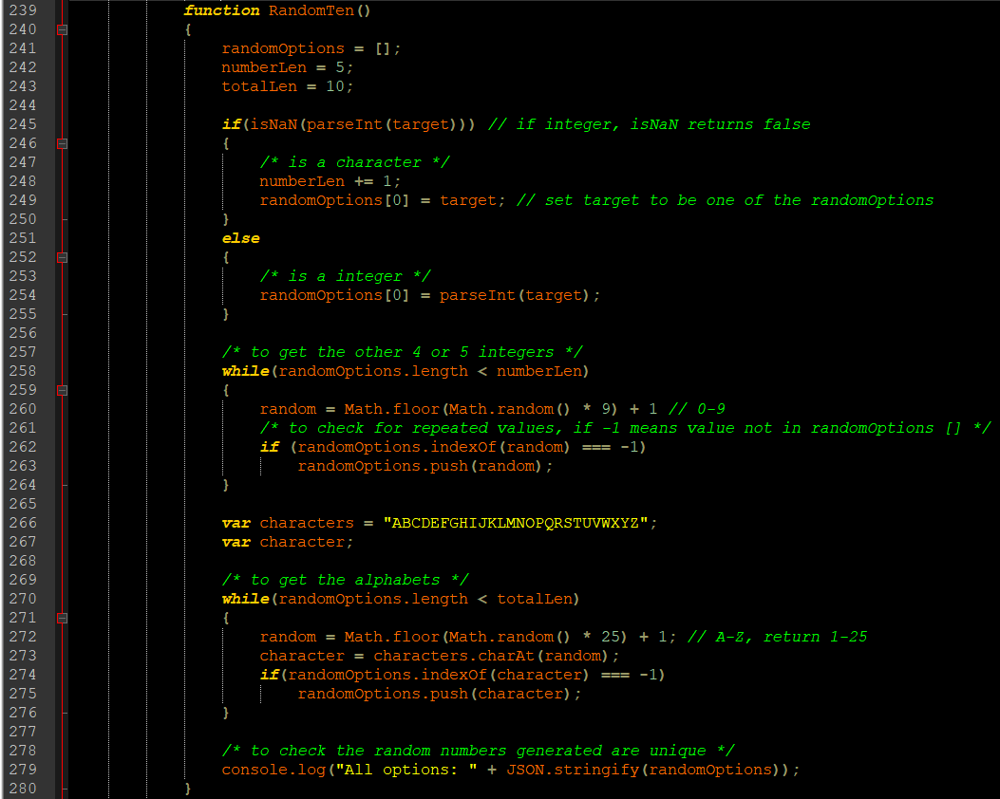 239 function RandomTen()
240 {
241 randomOptions = [];
242 numberLen = 5;
243 totalLen = 10;
244
245 if(isNaN(parseInt(target))) // if integer, isNaN returns false
246 {
247 /* is a character */
248 numberLen += 1;
249 randomOptions[0] = target; // set target to be one of the randomOptions
250 }
251 else
252 {
253 /* is a integer */
254 randomOptions[0] = parseInt(target);
255 }
256
257 /* to get the other 4 or 5 integers */
258 while(randomOptions.length < numberLen)
259 {
260 random = Math.floor(Math.random() * 9) + 1 // 0-9
261 /* to check for repeated values, if -1 means value not in randomOptions [] */
262 if (randomOptions.indexOf(random) === -1)
263 randomOptions.push(random);
264 }
265
266 var characters = "ABCDEFGHIJKLMNOPQRSTUVWXYZ";
267 var character;
268
269 /* to get the alphabets */
270 while(randomOptions.length < totalLen)
271 {
272 random = Math.floor(Math.random() * 25) + 1; // A-Z, return 1-25
273 character = characters.charAt(random);
274 if(randomOptions.indexOf(character) === -1)
275 randomOptions.push(character);
276 }
277
278 /* to check the random numbers generated are unique */
279 console.log("All options: " + JSON.stringify(randomOptions));
280 }